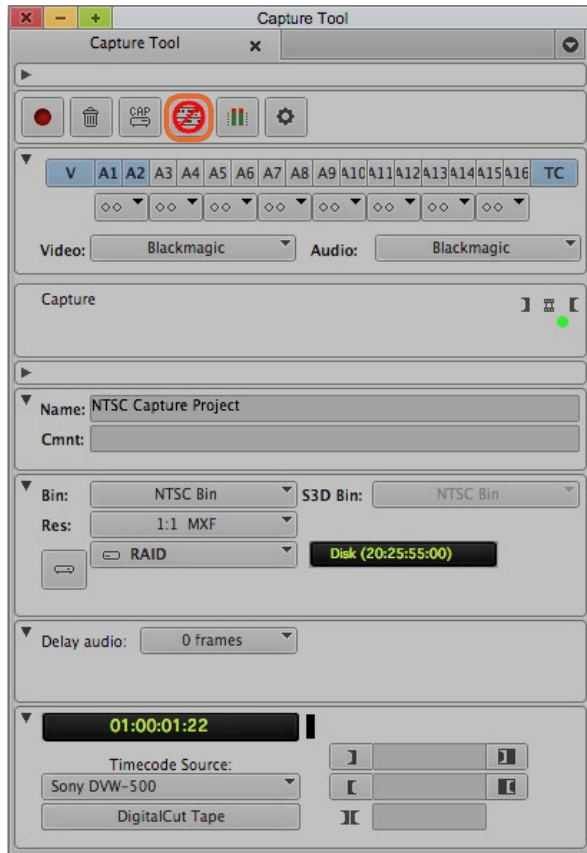 Capture Tool
Capture Tool
CAP
V A1 A2 A3 A4 A5 A6 A7 A8 A9 A10 A11 A12 A13 A14 A15 A16 TC
Video: Blackmagic Audio: Blackmagic
Capture
Name: NTSC Capture Project
Cmnt:
Bin: NTSC Bin S3D Bin: NTSC Bin
Res: 1:1 MXF
RAID Disk (20:25:55:00)
Delay audio: 0 frames
01:00:01:22
Timecode Source:
Sony DVW-500
DigitalCut Tape